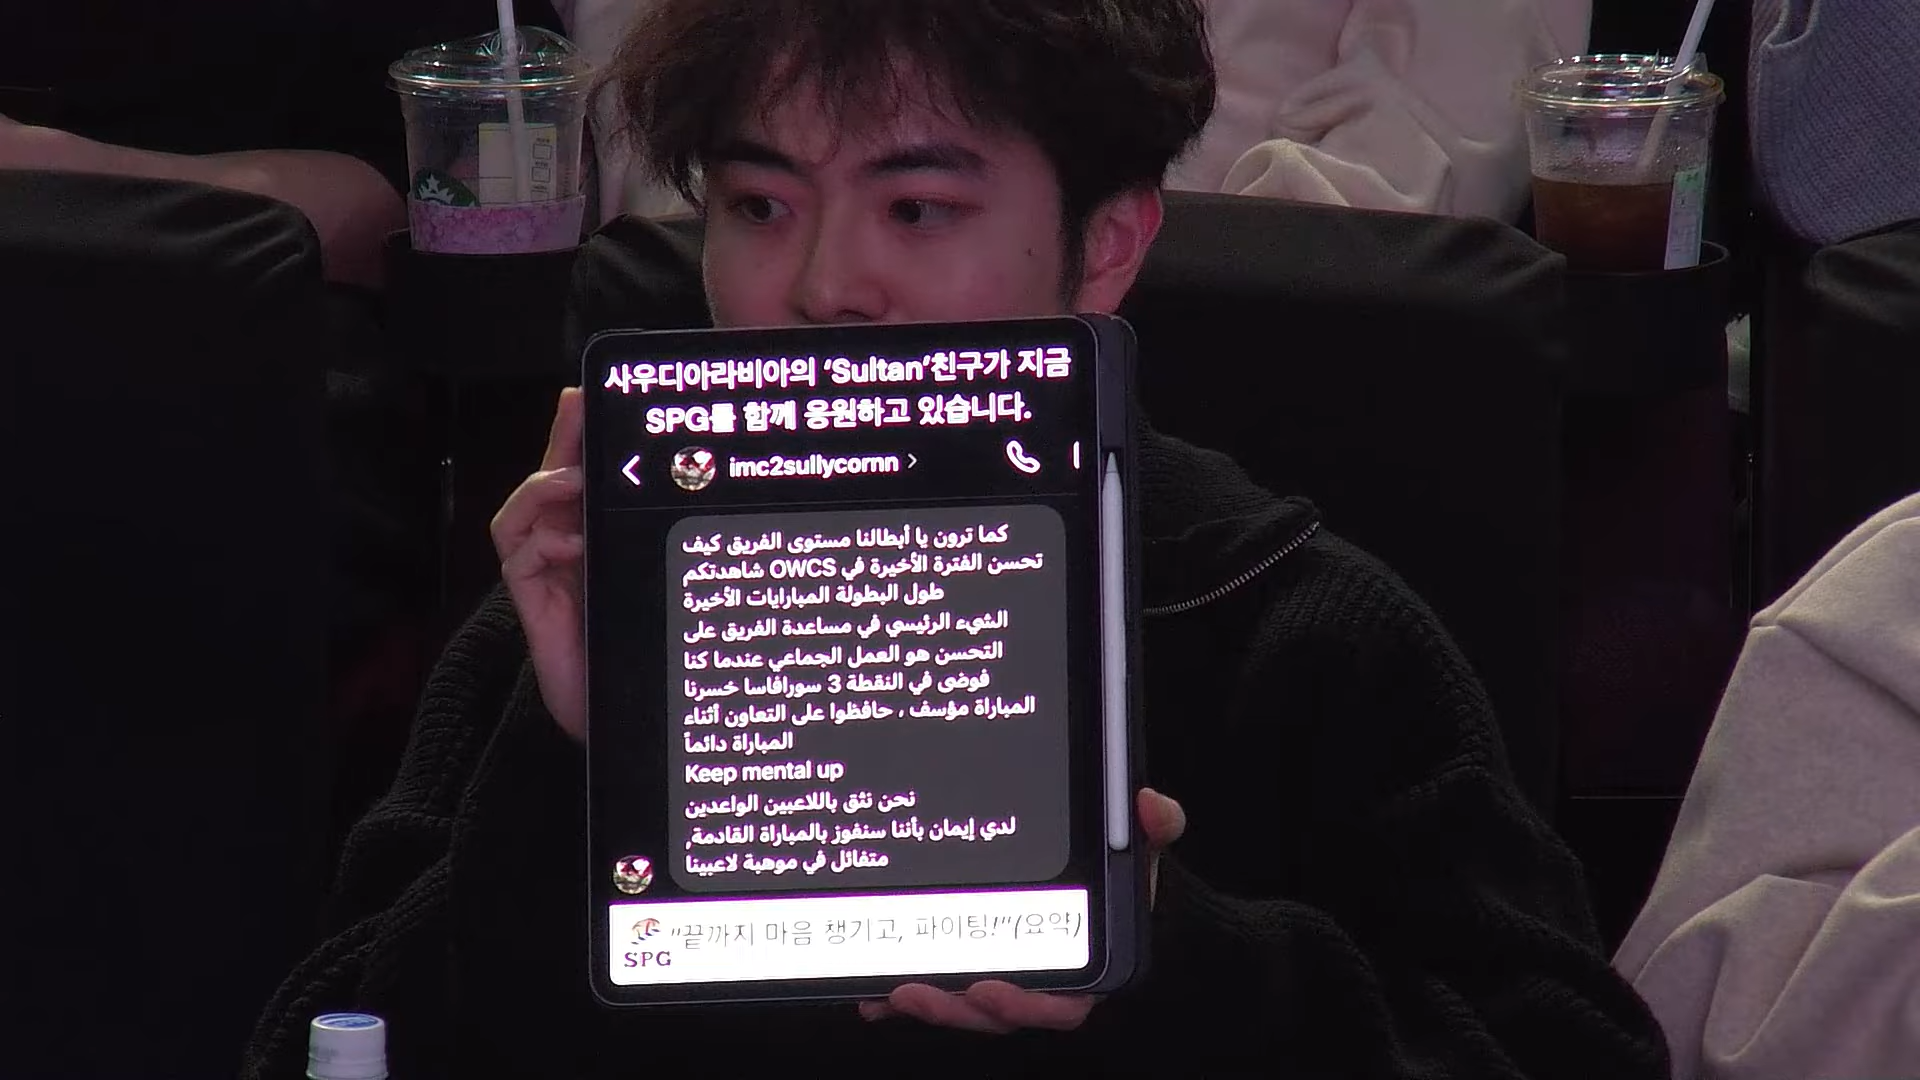 사우디아라비아의 ‘Sultan’친구가 지금
SPG를 함께 응원하고 있습니다.
imc2sullycornn
كما ترون يا أبطالنا مستوى الفريق كيف
تحسن الفترة الأخيرة في OWCS شاهدتكم
طول البطولة المبارايات الأخيرة
الشيء الرئيسي في مساعدة الفريق على
التحسن هو العمل الجماعي عندما كنا
فوضى في النقطة 3 سورافاسا خسرنا
المباراة مؤسف ، حافظوا على التعاون أثناء
المباراة دائماً
Keep mental up
نحن نثق باللاعبين الواعدين
لدي إيمان بأننا سنفوز بالمباراة القادمة,
متفائل في موهبة لاعبينا
"끝까지 마음 챙기고, 파이팅!"(요약)
SPG